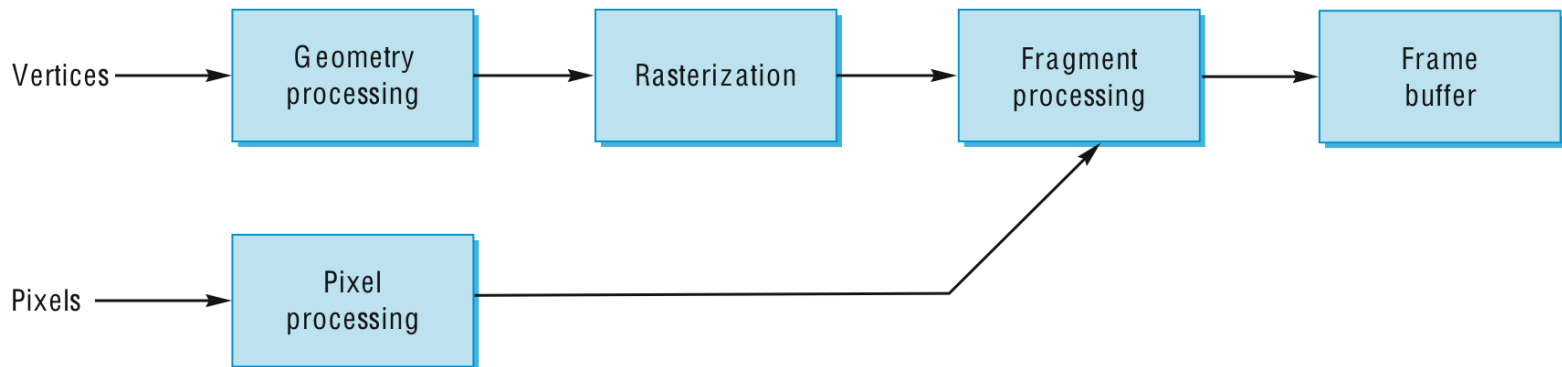 Vertices
Geometry
processing
Rasterization
Fragment
processing
Frame
buffer
Pixels
Pixel
processing